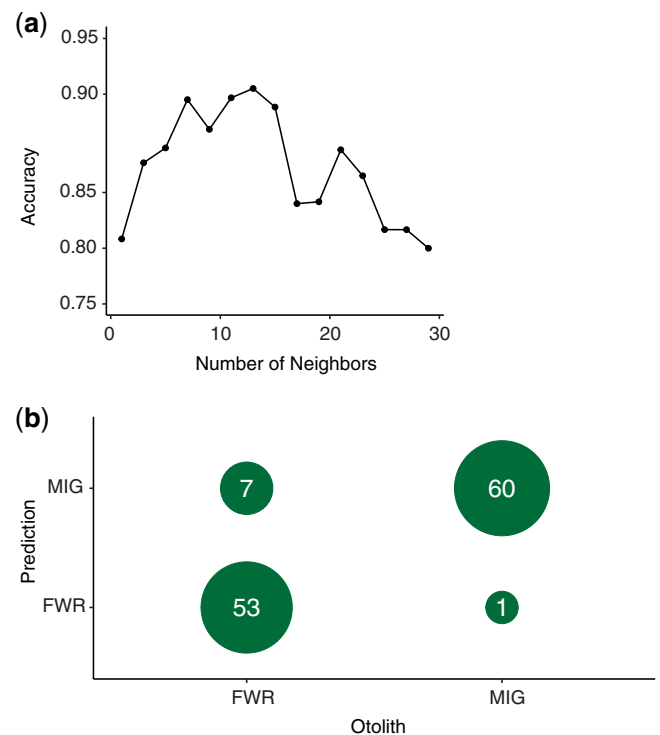 (a)
0.95
0.90
0.85
0.80
0.75
Accuracy
0 10 20 30
Number of Neighbors
(b)
MIG
FWR
Prediction
7 60
53 1
FWR MIG
Otolith